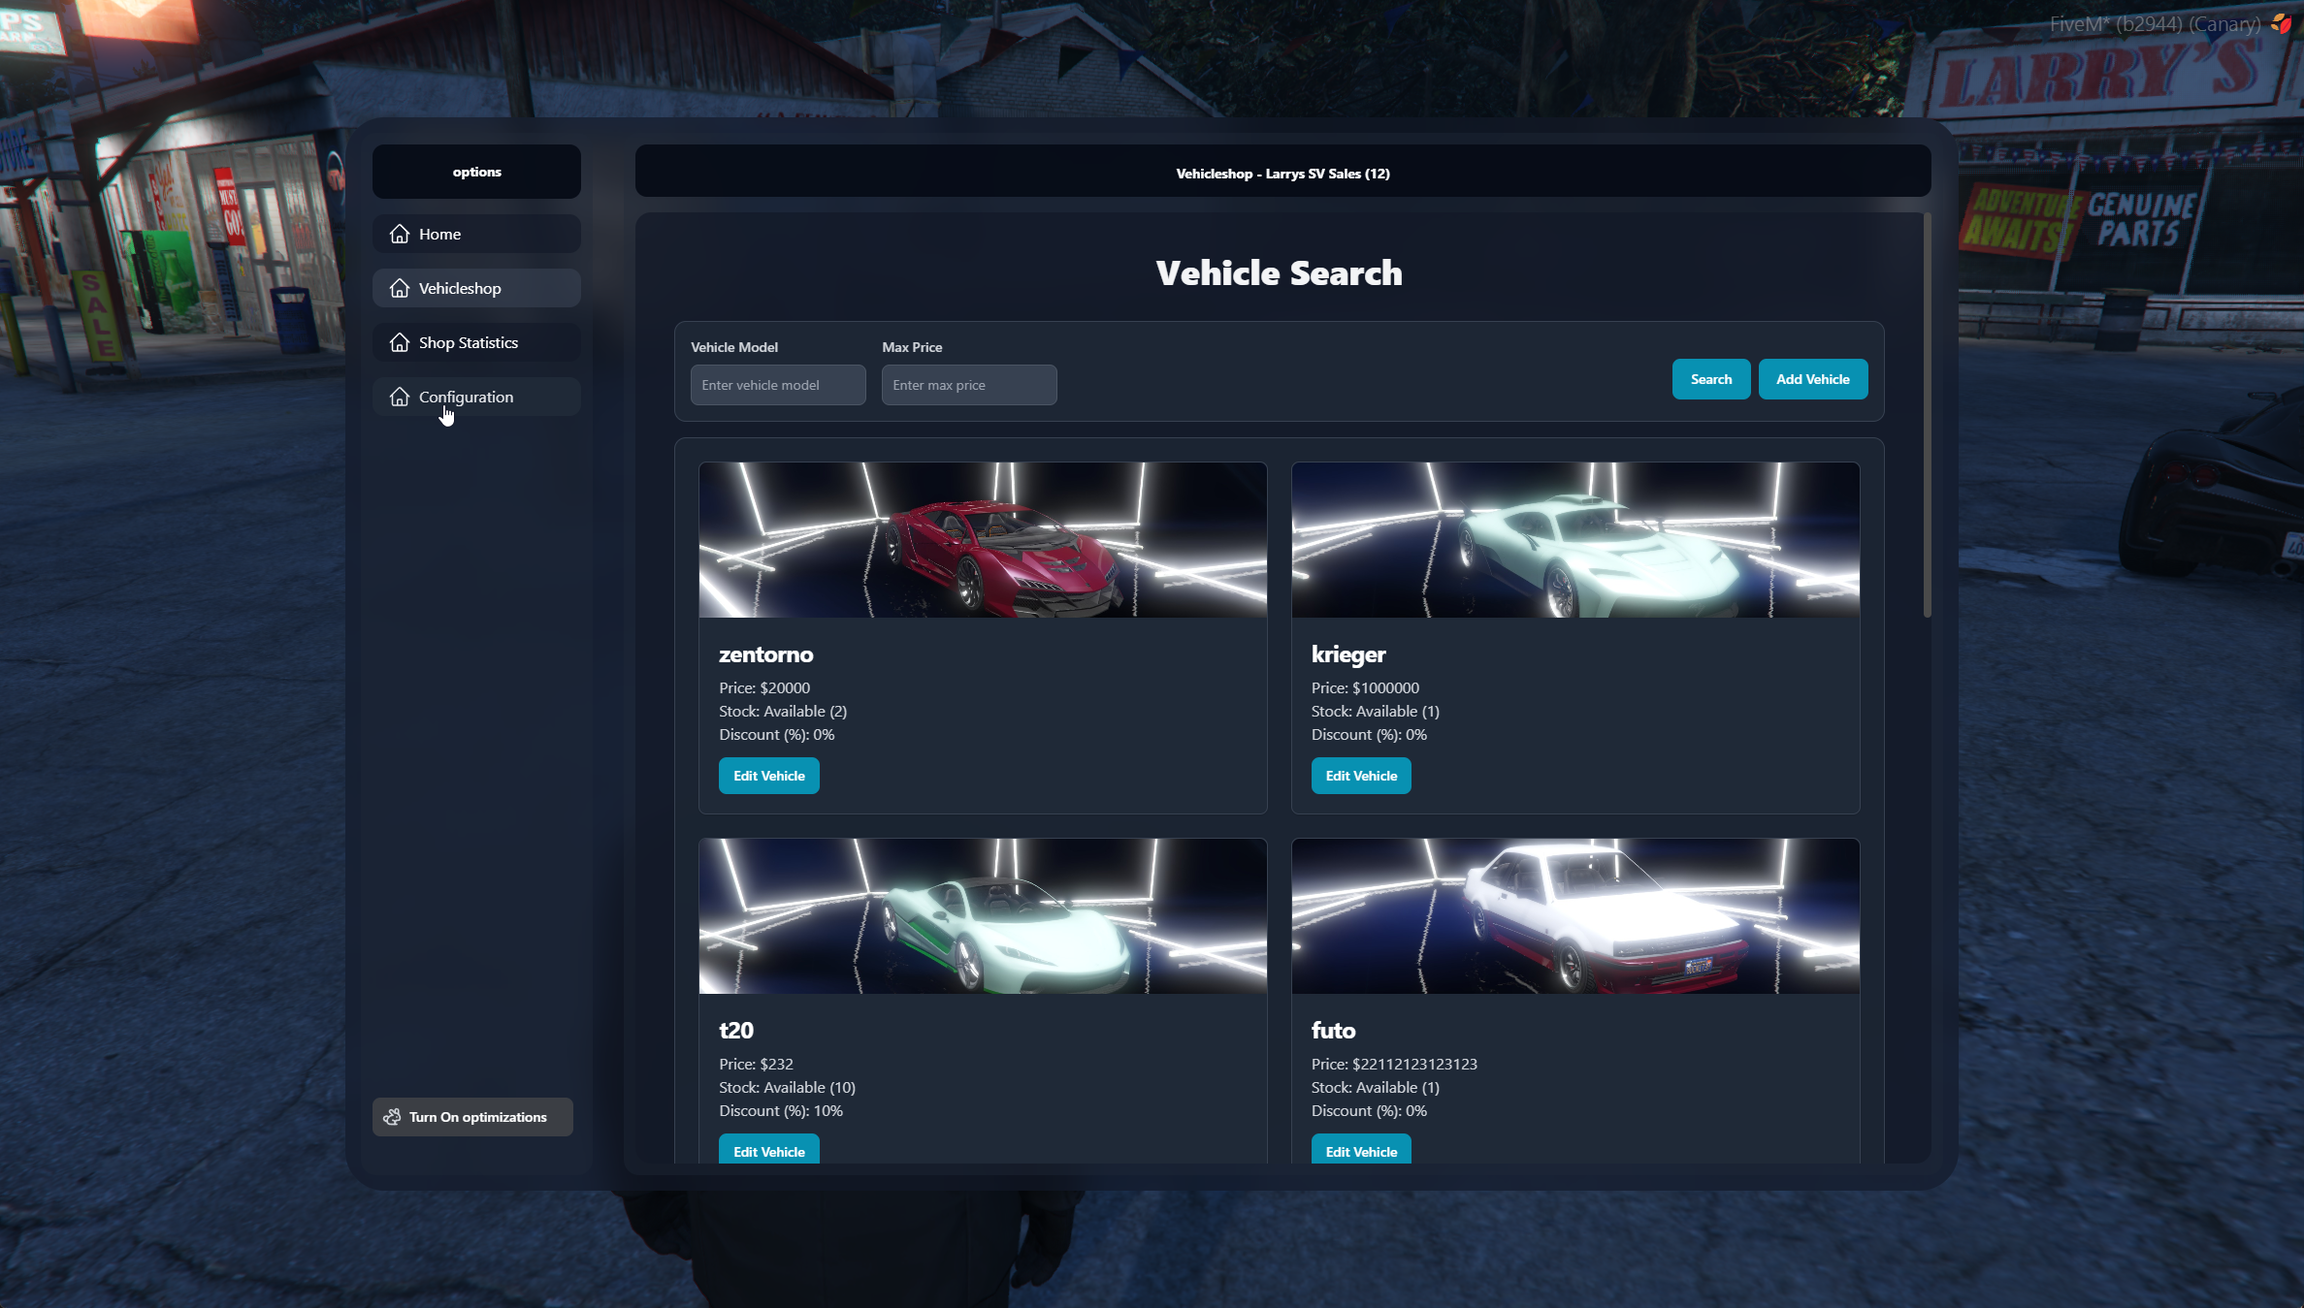 FiveM* (b2944) (Canary)
LARRY'S
STORE
MUST
GO!
SALE
ADVENTURE
AWAITS!
GENUINE
PARTS
options
Home
Vehicleshop
Shop Statistics
Configuration
Turn On optimizations
Vehicleshop - Larrys SV Sales (12)
Vehicle Search
Vehicle Model
Max Price
Enter vehicle model
Enter max price
Search
Add Vehicle
zentorno
Price: $20000
Stock: Available (2)
Discount (%): 0%
Edit Vehicle
krieger
Price: $1000000
Stock: Available (1)
Discount (%): 0%
Edit Vehicle
t20
Price: $232
Stock: Available (10)
Discount (%): 10%
Edit Vehicle
futo
Price: $22112123123123
Stock: Available (1)
Discount (%): 0%
Edit Vehicle